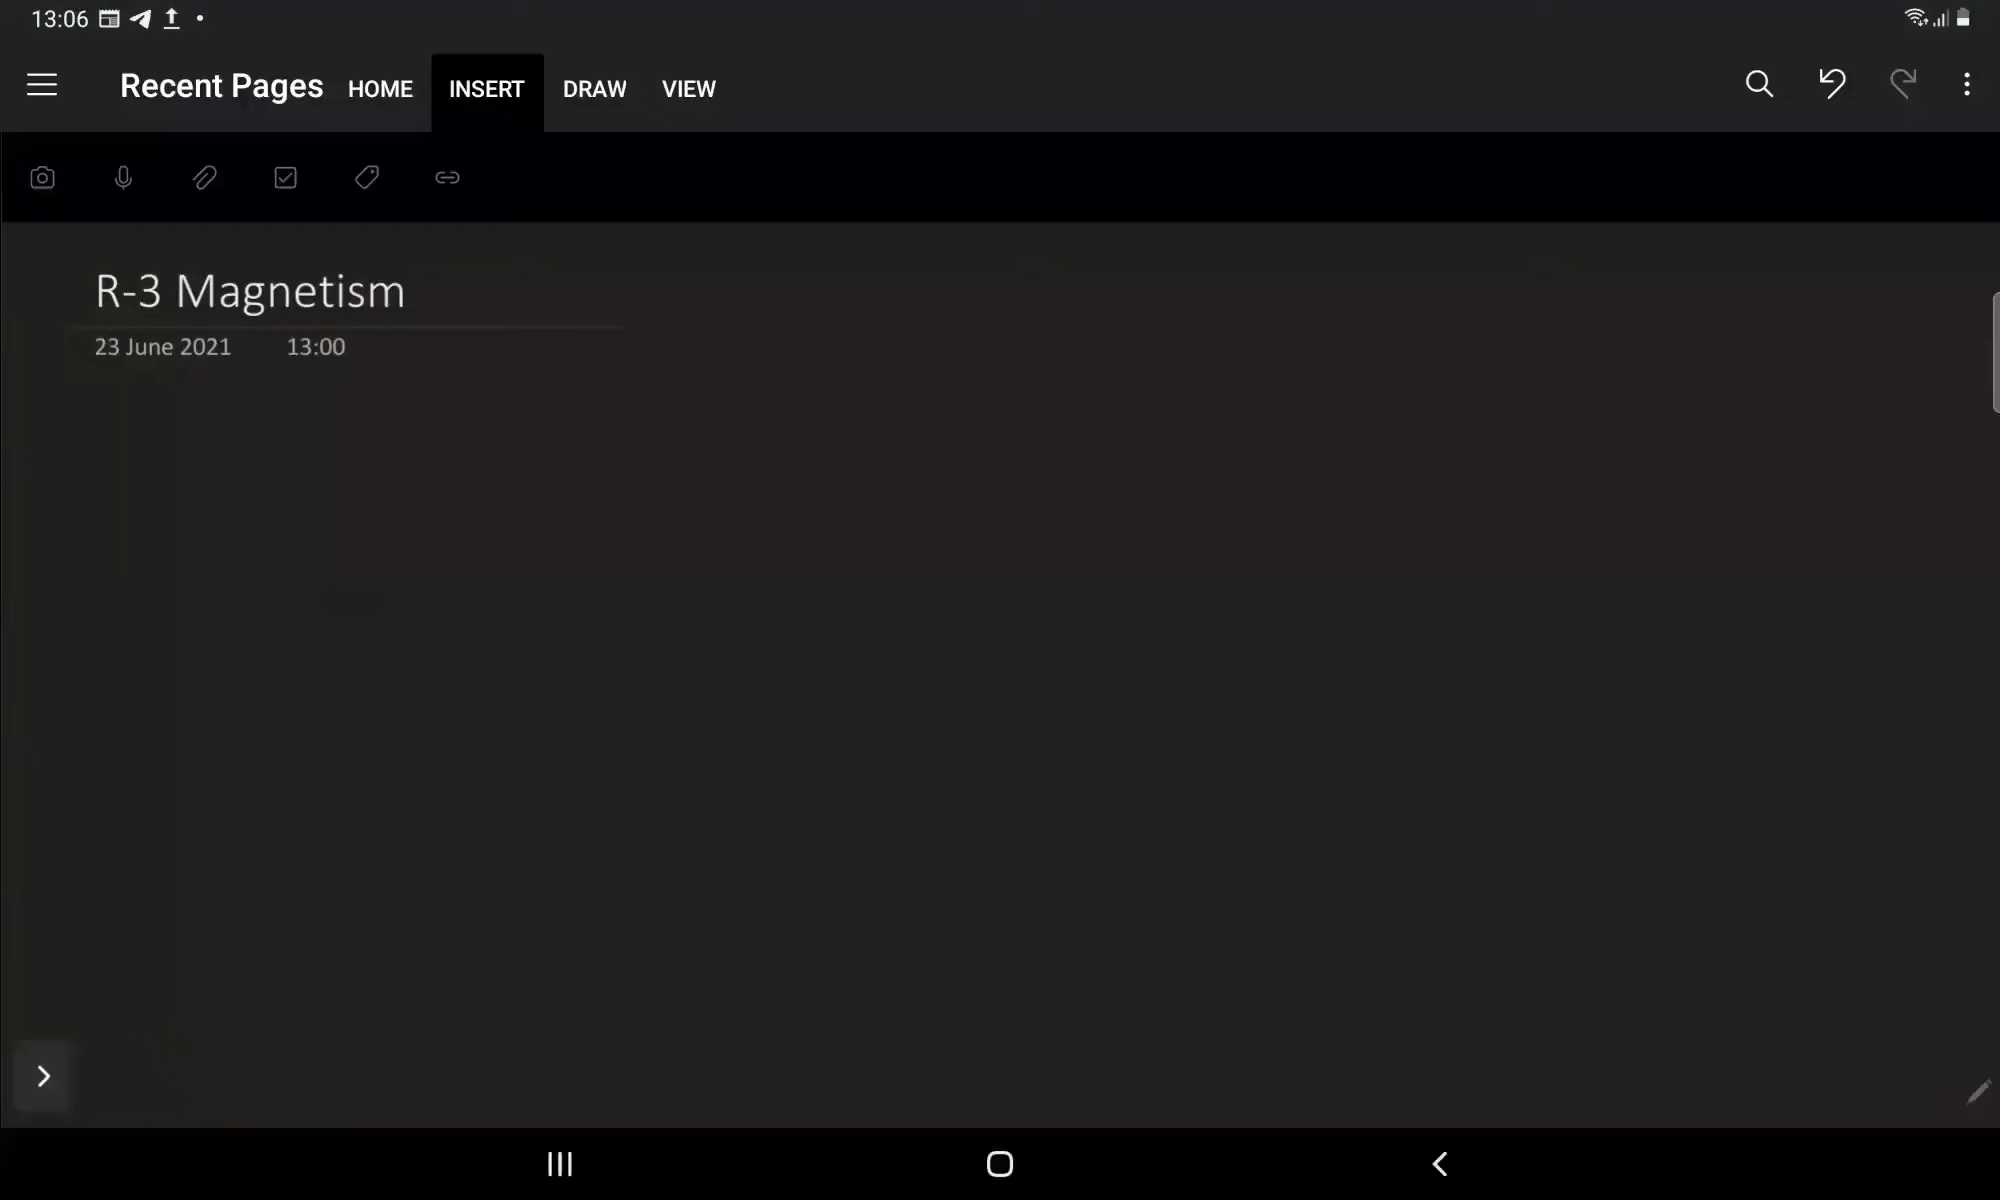 13:06
Recent Pages HOME INSERT DRAW VIEW
R-3 Magnetism
23 June 2021 13:00